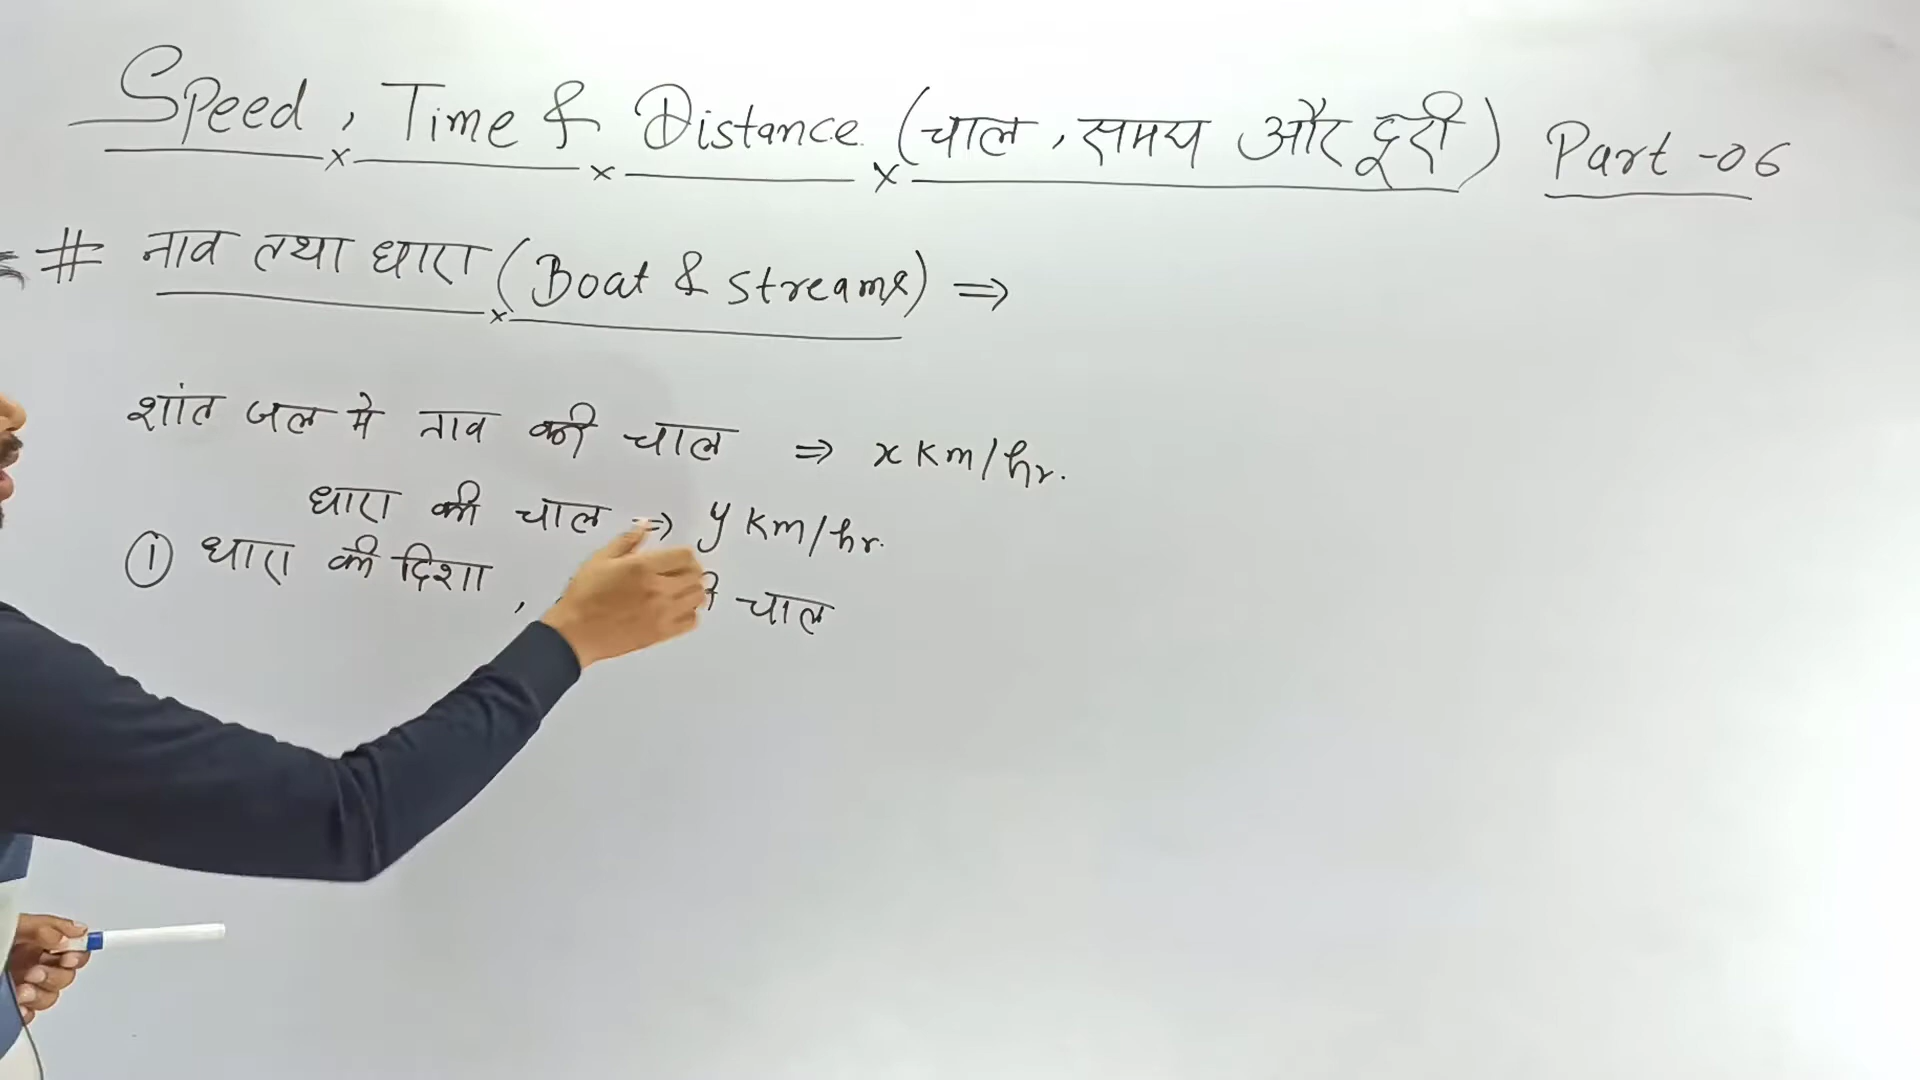 Speed, Time & Distance (चाल, समय और दूरी) Part -06
# नाव तथा धारा (Boat & Streams) ⇒
शांत जल मे नाव की चाल ⇒ x Km/hr.
धारा की चाल ⇒ y Km/hr.
① धारा की दिशा, चाल